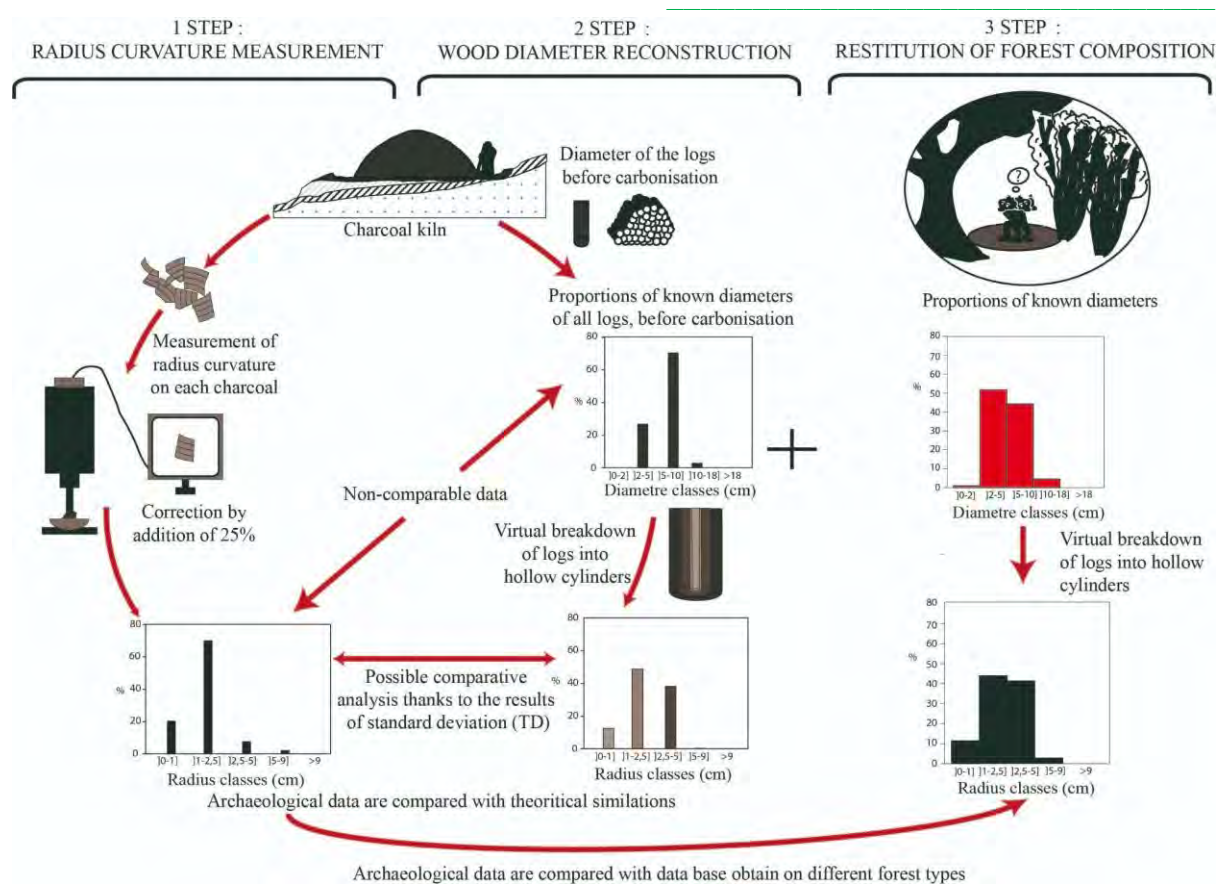 1 STEP :
RADIUS CURVATURE MEASUREMENT
2 STEP :
WOOD DIAMETER RECONSTRUCTION
3 STEP :
RESTITUTION OF FOREST COMPOSITION
Charcoal kiln
Diameter of the logs
before carbonisation
Measurement of
radius curvature
on each charcoal
Correction by
addition of 25%
Non-comparable data
Proportions of known diameters
of all logs, before carbonisation
80
60
%
40
20
0
]0-2] ]2-5] ]5-10] ]10-18] >18
Diametre classes (cm)
Virtual breakdown
of logs into
hollow cylinders
80
60
%
40
20
0
]0-1] ]1-2,5] ]2,5-5] ]5-9] >9
Radius classes (cm)
Possible comparative
analysis thanks to the results
of standard deviation (TD)
80
60
%
40
20
0
]0-1] ]1-2,5] ]2,5-5] ]5-9] >9
Radius classes (cm)
Archaeological data are compared with theoritical similations
?
Proportions of known diameters
80
70
60
%
50
40
30
20
10
0
]0-2] ]2-5] ]5-10] ]10-18] >18
Diametre classes (cm)
Virtual breakdown
of logs into hollow
cylinders
80
70
60
%
50
40
30
20
10
0
]0-1] ]1-2,5] ]2,5-5] ]5-9] >9
Radius classes (cm)
Archaeological data are compared with data base obtain on different forest types